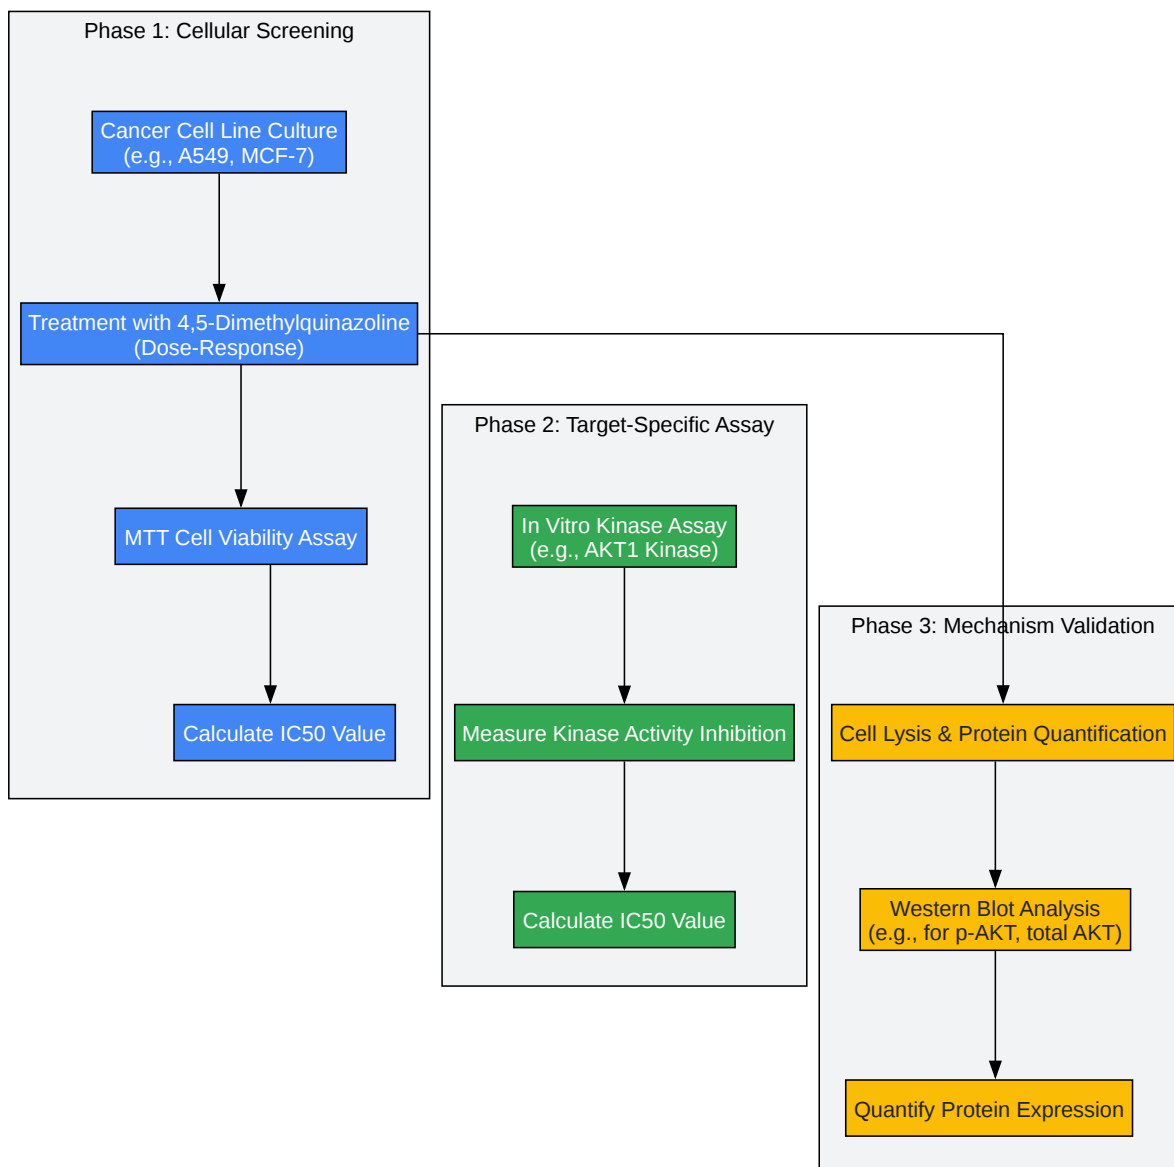 Phase 1: Cellular Screening
Cancer Cell Line Culture
(e.g., A549, MCF-7)
Treatment with 4,5-Dimethylquinazoline
(Dose-Response)
MTT Cell Viability Assay
Calculate IC50 Value
Phase 2: Target-Specific Assay
In Vitro Kinase Assay
(e.g., AKT1 Kinase)
Measure Kinase Activity Inhibition
Calculate IC50 Value
Phase 3: Mechanism Validation
Cell Lysis & Protein Quantification
Western Blot Analysis
(e.g., for p-AKT, total AKT)
Quantify Protein Expression